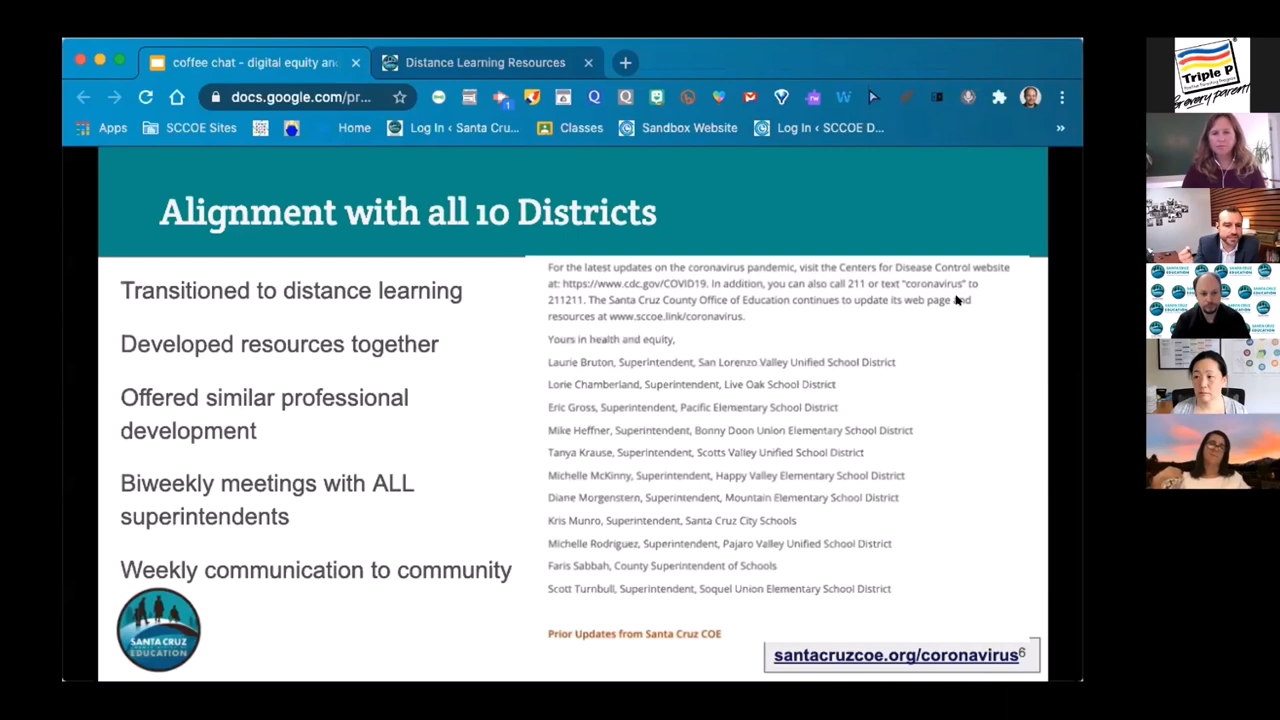 coffee chat - digital equity and
Distance Learning Resources
docs.google.com/pr...
Apps
SCCOE Sites
Home
Log In ‹ Santa Cru...
Classes
Sandbox Website
Log In ‹ SCCOE D...
»
Alignment with all 10 Districts
Transitioned to distance learning
Developed resources together
Offered similar professional
development
Biweekly meetings with ALL
superintendents
Weekly communication to community
SANTA CRUZ
EDUCATION
For the latest updates on the coronavirus pandemic, visit the Centers for Disease Control website
at: https://www.cdc.gov/COVID19. In addition, you can also call 211 or text "coronavirus" to
211211. The Santa Cruz County Office of Education continues to update its web page and
resources at www.sccoe.link/coronavirus.
Yours in health and equity,
Laurie Bruton, Superintendent, San Lorenzo Valley Unified School District
Lorie Chamberland, Superintendent, Live Oak School District
Eric Gross, Superintendent, Pacific Elementary School District
Mike Heffner, Superintendent, Bonny Doon Union Elementary School District
Tanya Krause, Superintendent, Scotts Valley Unified School District
Michelle McKinny, Superintendent, Happy Valley Elementary School District
Diane Morgenstern, Superintendent, Mountain Elementary School District
Kris Munro, Superintendent, Santa Cruz City Schools
Michelle Rodriguez, Superintendent, Pajaro Valley Unified School District
Faris Sabbah, County Superintendent of Schools
Scott Turnbull, Superintendent, Soquel Union Elementary School District
Prior Updates from Santa Cruz COE
santacruzcoe.org/coronavirus
6
Triple P
for every parent
SANTA CRUZ
EDUCATION